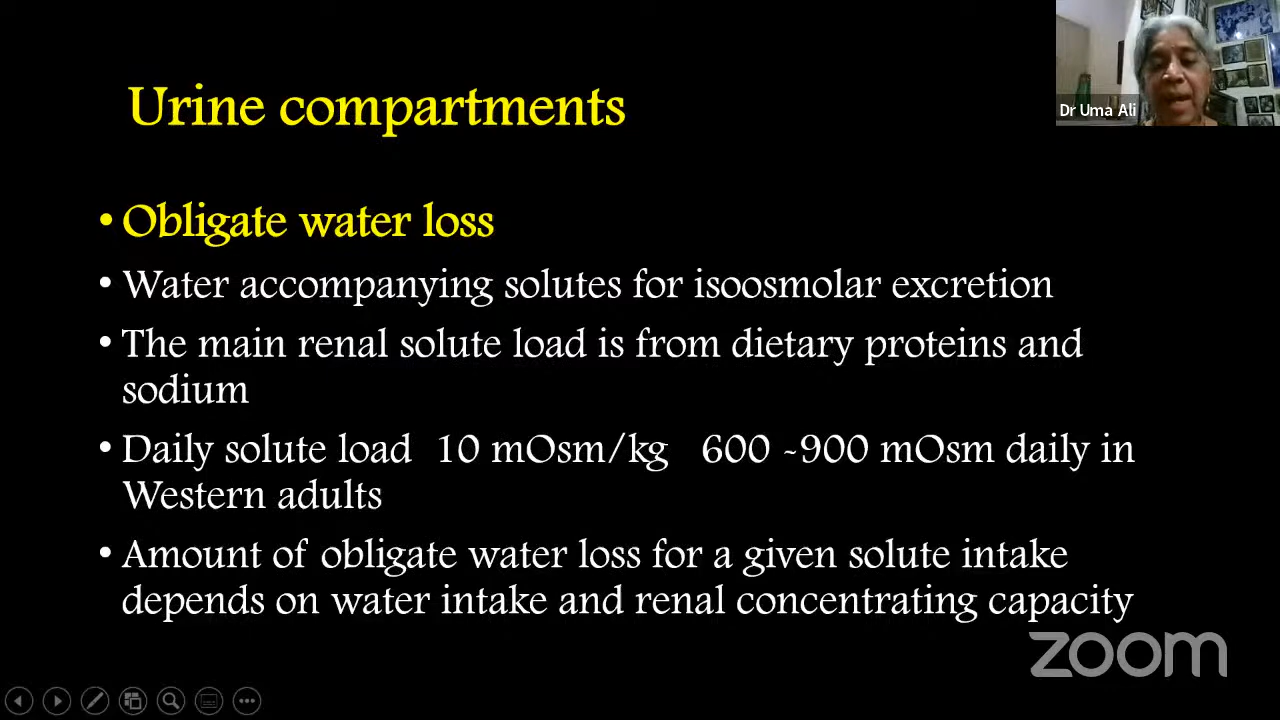 Dr Uma Ali
Urine compartments
• Obligate water loss
• Water accompanying solutes for isoosmolar excretion
• The main renal solute load is from dietary proteins and
sodium
• Daily solute load 10 mOsm/kg 600 -900 mOsm daily in
Western adults
• Amount of obligate water loss for a given solute intake
depends on water intake and renal concentrating capacity
zoom